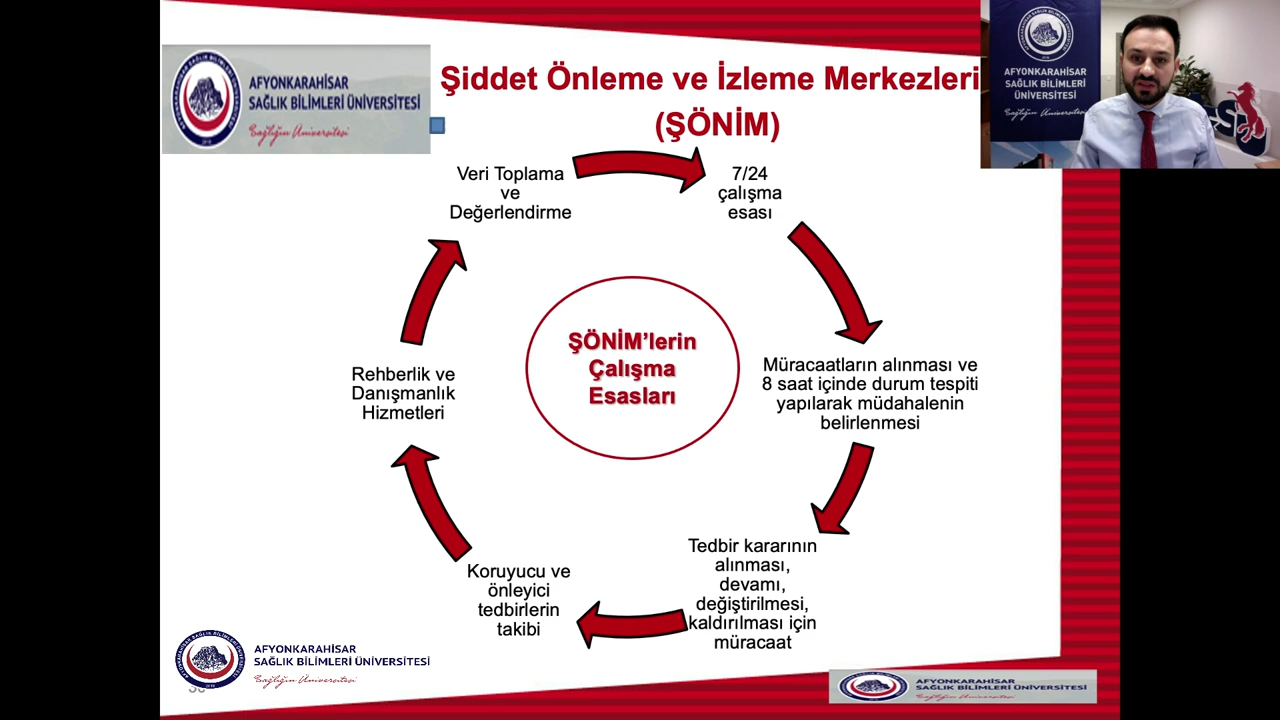 AFYONKARAHİSAR
SAĞLIK BİLİMLERİ ÜNİVERSİTESİ
Sağlığın Üniversitesi
Şiddet Önleme ve İzleme Merkezleri
(ŞÖNİM)
AFYONKARAHİSAR
SAĞLIK BİLİMLERİ
ÜNİVERSİTESİ
Veri Toplama
ve
Değerlendirme
7/24
çalışma
esası
ŞÖNİM’lerin
Çalışma
Esasları
Müracaatların alınması ve
8 saat içinde durum tespiti
yapılarak müdahalenin
belirlenmesi
Rehberlik ve
Danışmanlık
Hizmetleri
Tedbir kararının
alınması,
devamı,
değiştirilmesi,
kaldırılması için
müracaat
Koruyucu ve
önleyici
tedbirlerin
takibi
AFYONKARAHİSAR
SAĞLIK BİLİMLERİ ÜNİVERSİTESİ
Sağlığın Üniversitesi
AFYONKARAHİSAR
SAĞLIK BİLİMLERİ ÜNİVERSİTESİ
Sağlığın Üniversitesi